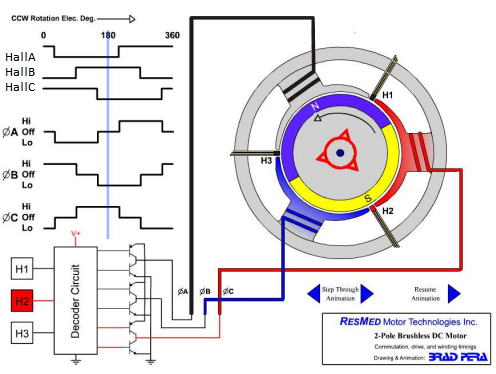 CCW Rotation Elec. Deg.
0 180 360
HallA
HallB
HallC
Hi
ØA Off
Lo
Hi
ØB Off
Lo
Hi
ØC Off
Lo
V+
H1
H2
H3
Decoder Circuit
ØA ØB ØC
N
S
H1
H2
H3
Step Through
Animation
Resume
Animation
RESMED Motor Technologies Inc.
2-Pole Brushless DC Motor
Commutation, drive, and winding timings
Drawing & Animation: BRAD PERA